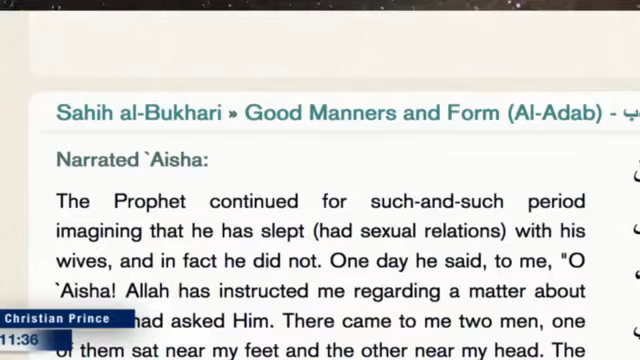 Sahih al-Bukhari » Good Manners and Form (Al-Adab) -
Narrated `Aisha:
The Prophet continued for such-and-such period
imagining that he has slept (had sexual relations) with his
wives, and in fact he did not. One day he said, to me, "O
`Aisha! Allah has instructed me regarding a matter about
had asked Him. There came to me two men, one
of them sat near my feet and the other near my head. The
Christian Prince
11:36